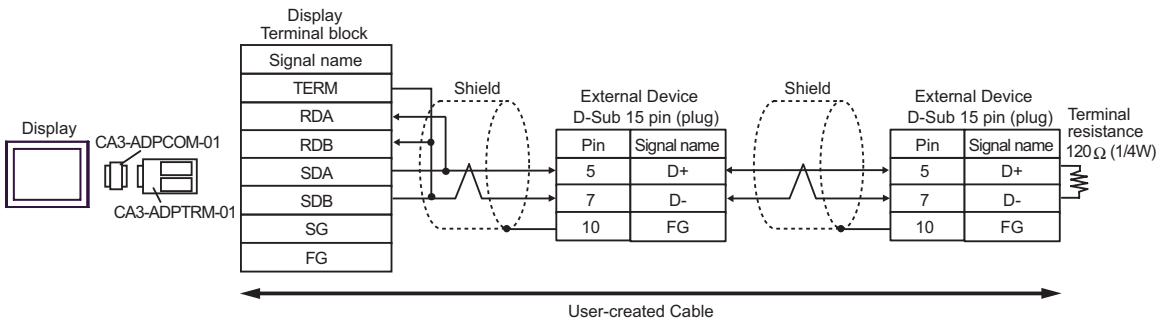 Display
Terminal block
Signal name
TERM
RDA
RDB
SDA
SDB
SG
FG
Display
CA3-ADPCOM-01
CA3-ADPTRM-01
Shield
External Device
D-Sub 15 pin (plug)
Pin Signal name
5 D+
7 D-
10 FG
Shield
External Device
D-Sub 15 pin (plug)
Pin Signal name
5 D+
7 D-
10 FG
Terminal
resistance
120Ω (1/4W)
User-created Cable